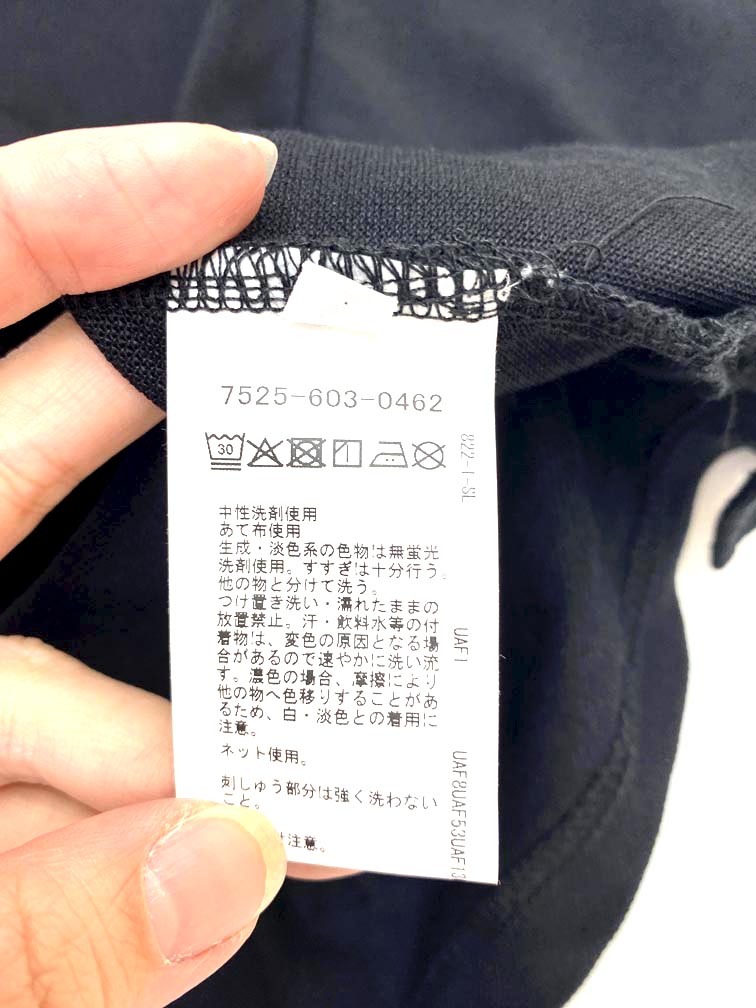 7525-603-0462
30
822-1-SL
中性洗剤使用
あて布使用
生成・淡色系の色物は無蛍光
洗剤使用。すすぎは十分行う。
他の物と分けて洗う。
つけ置き洗い・濡れたままの
放置禁止。汗・飲料水等の付
着物は、変色の原因となる場
合があるので速やかに洗い流
す。濃色の場合、摩擦により
他の物へ色移りすることがあ
るため、白・淡色との着用に
注意。
ネット使用。
刺しゅう部分は強く洗わない
こと。
注意。
UAF1
UAF8UAF53UAF13